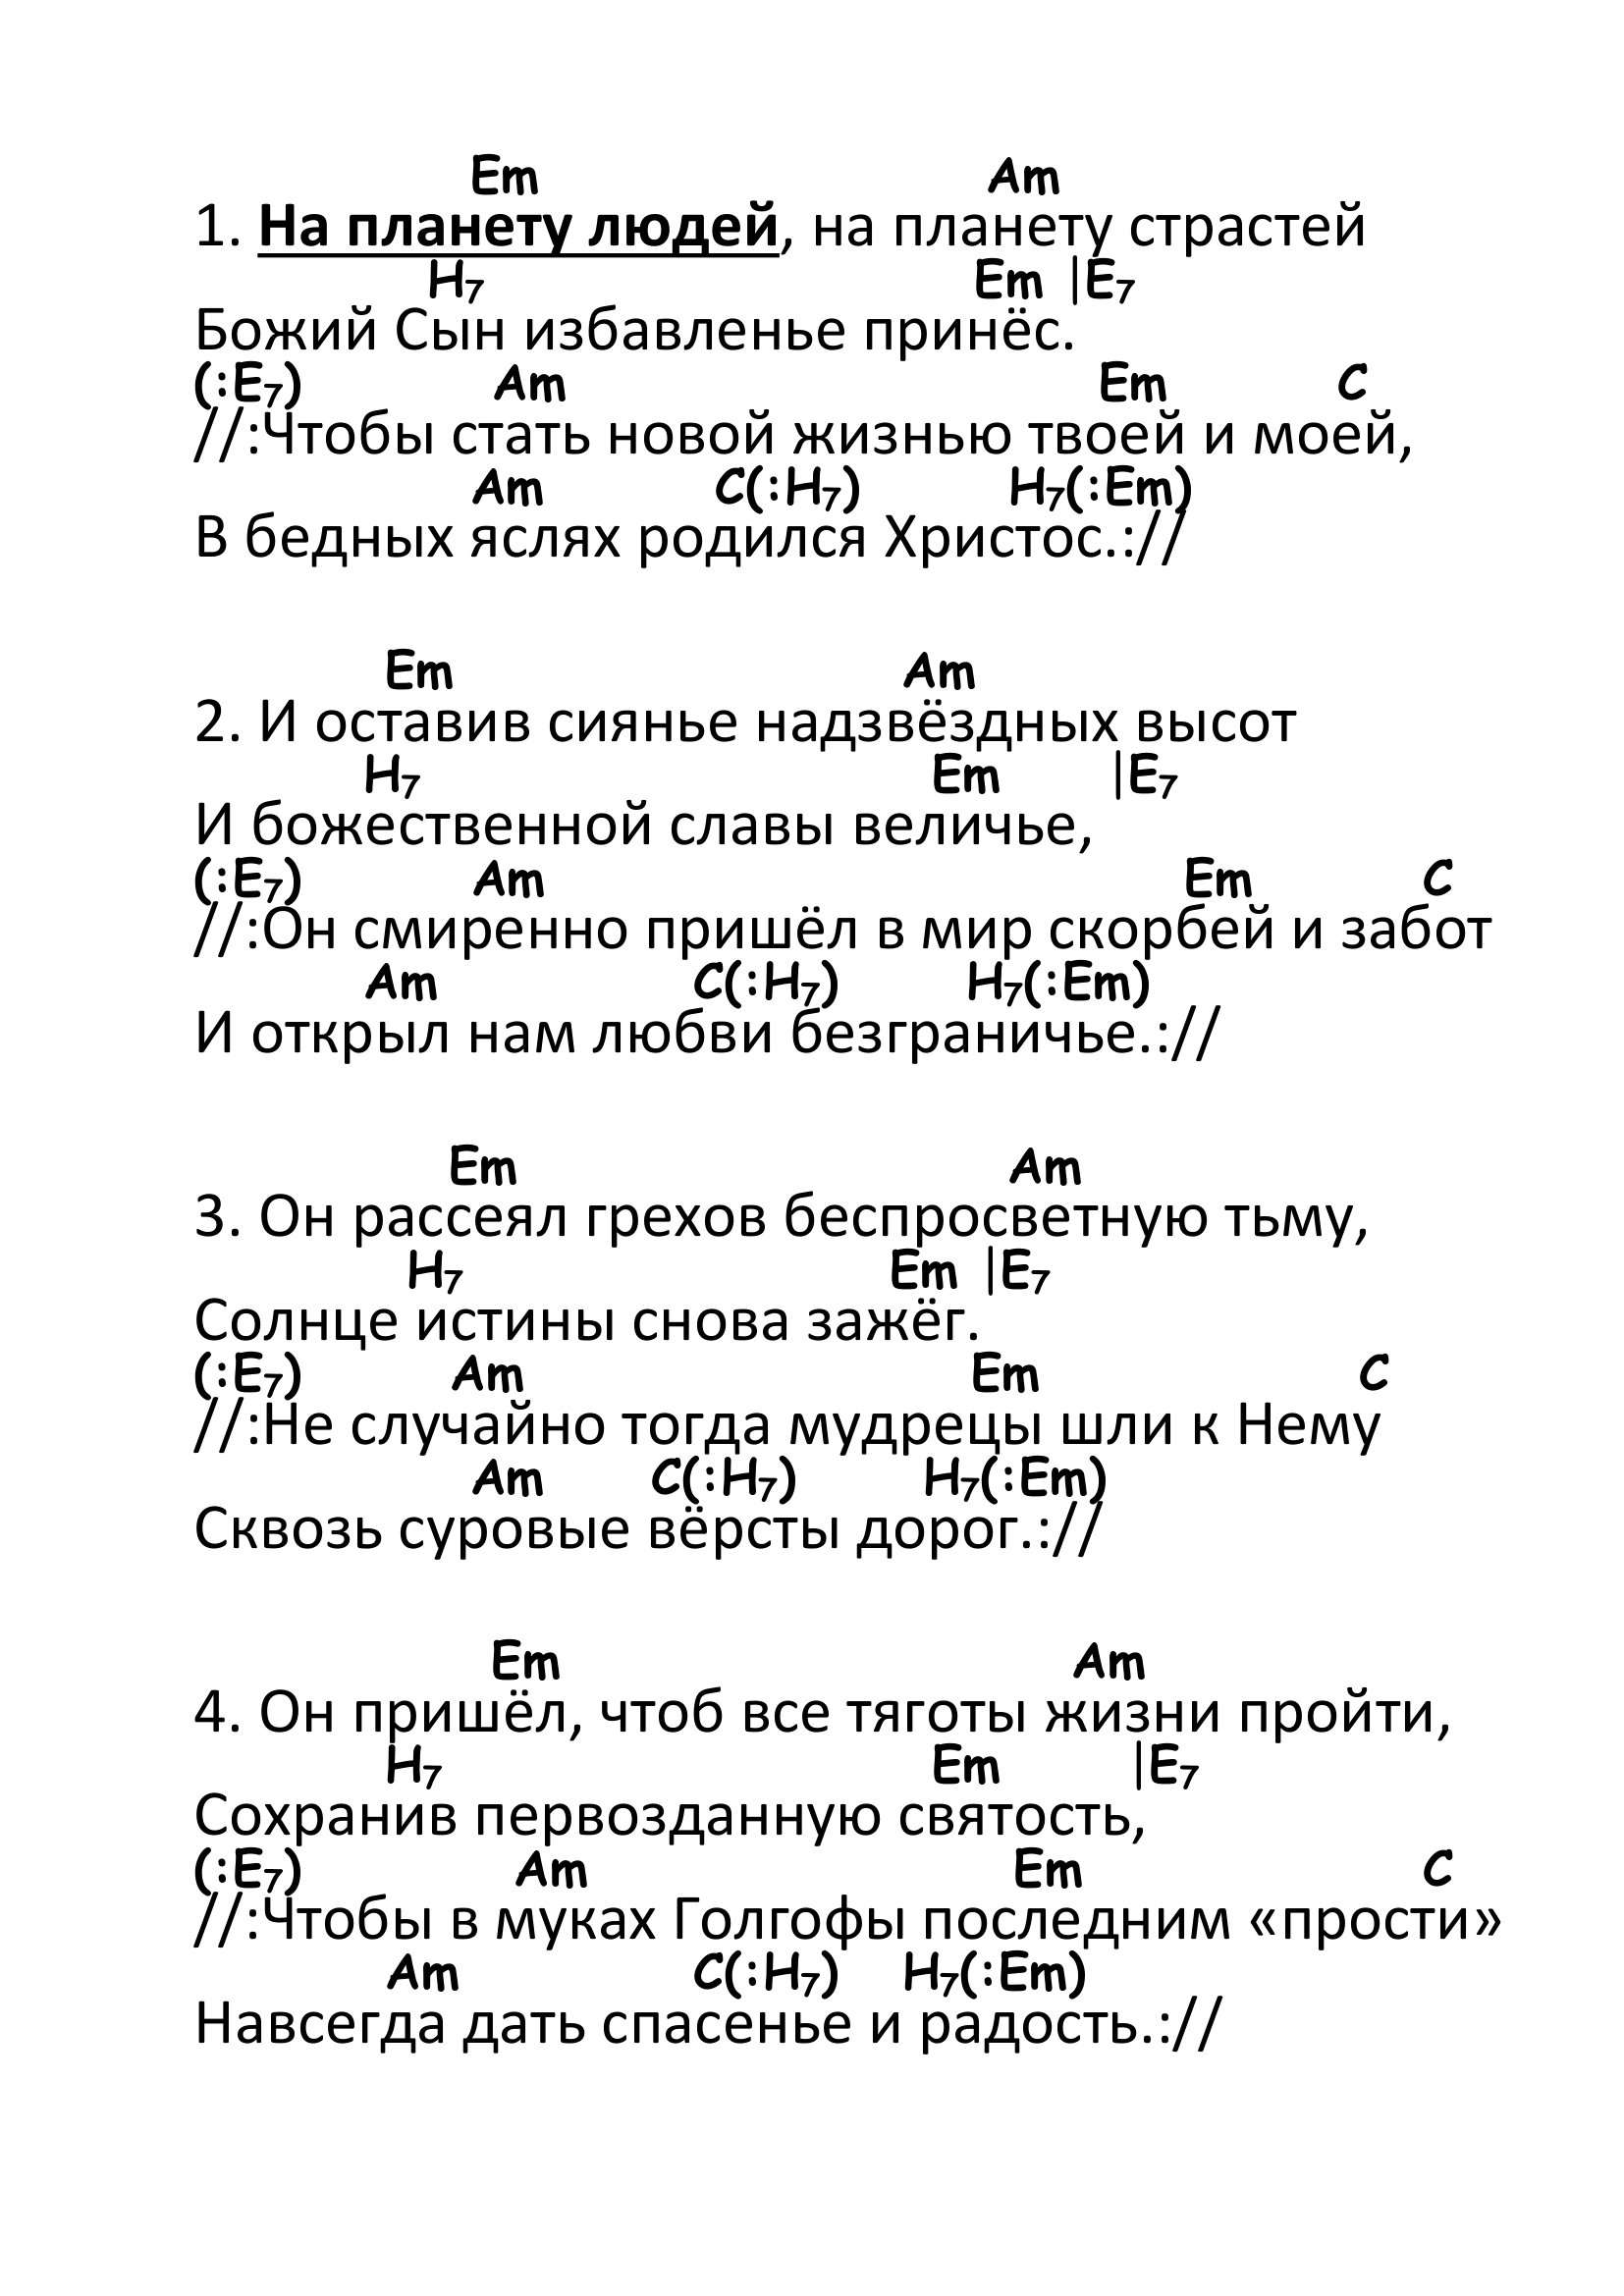 Em Am
1. На планету людей, на планету страстей
H₇ Em |E₇
Божий Сын избавленье принёс.
(:E₇) Am Em C
//:Чтобы стать новой жизнью твоей и моей,
Am C(:H₇) H₇(:Em)
В бедных яслях родился Христос.://
Em Am
2. И оставив сиянье надзвёздных высот
H₇ Em |E₇
И божественной славы величье,
(:E₇) Am Em C
//:Он смиренно пришёл в мир скорбей и забот
Am C(:H₇) H₇(:Em)
И открыл нам любви безграничье.://
Em Am
3. Он рассеял грехов беспросветную тьму,
H₇ Em |E₇
Солнце истины снова зажёг.
(:E₇) Am Em C
//:Не случайно тогда мудрецы шли к Нему
Am C(:H₇) H₇(:Em)
Сквозь суровые вёрсты дорог.://
Em Am
4. Он пришёл, чтоб все тяготы жизни пройти,
H₇ Em |E₇
Сохранив первозданную святость,
(:E₇) Am Em C
//:Чтобы в муках Голгофы последним «прости»
Am C(:H₇) H₇(:Em)
Навсегда дать спасенье и радость.://